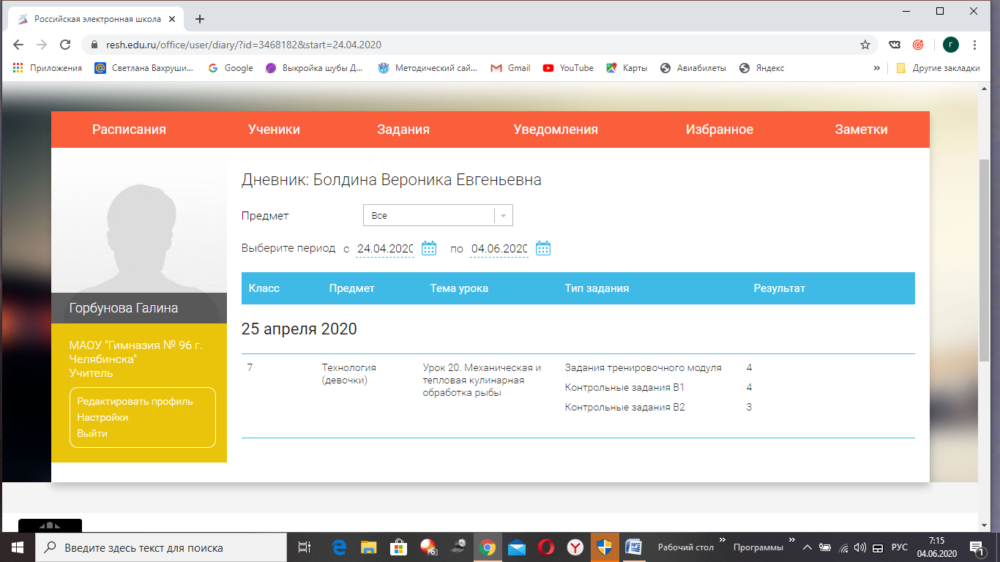 Российская электронная школа
resh.edu.ru/office/user/diary/?id=3468182&start=24.04.2020
Г
Приложения Светлана Вахруши... Google Выкройка шубы Д... Методический сай... Gmail YouTube Карты Авиабилеты Яндекс » Другие закладки
Расписания Ученики Задания Уведомления Избранное Заметки
Дневник: Болдина Вероника Евгеньевна
Предмет Все
Выберите период с 24.04.2020 по 04.06.2020
Класс Предмет Тема урока Тип задания Результат
Горбунова Галина
МАОУ "Гимназия № 96 г.
Челябинска"
Учитель
Редактировать профиль
Настройки
Выйти
25 апреля 2020
7 Технология Урок 20. Механическая и Задания тренировочного модуля 4
(девочки) тепловая кулинарная Контрольные задания В1 4
обработка рыбы Контрольные задания В2 3
Введите здесь текст для поиска Рабочий стол » Программы » РУС 7:15
04.06.2020 1